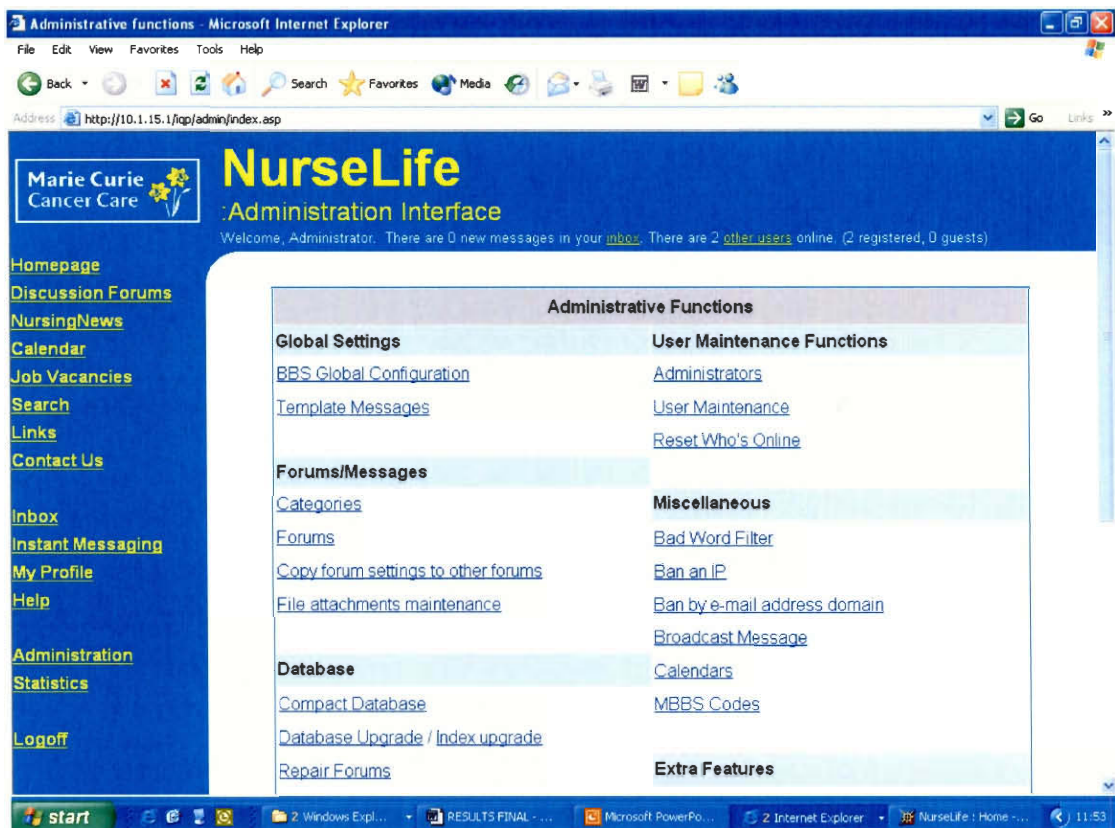 Administrative functions - Microsoft Internet Explorer
File Edit View Favorites Tools Help
Back Search Favorites Media
Address http://10.1.15.1/iqp/admin/index.asp Go Links »
Marie Curie
Cancer Care
NurseLife
:Administration Interface
Welcome, Administrator. There are 0 new messages in your inbox. There are 2 other users online. (2 registered, 0 guests)
Homepage
Discussion Forums
NursingNews
Calendar
Job Vacancies
Search
Links
Contact Us
Inbox
Instant Messaging
My Profile
Help
Administration
Statistics
Logoff
Administrative Functions
Global Settings
BBS Global Configuration
Template Messages
Forums/Messages
Categories
Forums
Copy forum settings to other forums
File attachments maintenance
Database
Compact Database
Database Upgrade / Index upgrade
Repair Forums
User Maintenance Functions
Administrators
User Maintenance
Reset Who's Online
Miscellaneous
Bad Word Filter
Ban an IP
Ban by e-mail address domain
Broadcast Message
Calendars
MBBS Codes
Extra Features
start 2 Windows Expl... RESULTS FINAL - ... Microsoft PowerPo... 2 Internet Explorer NurseLife : Home -... 11:53